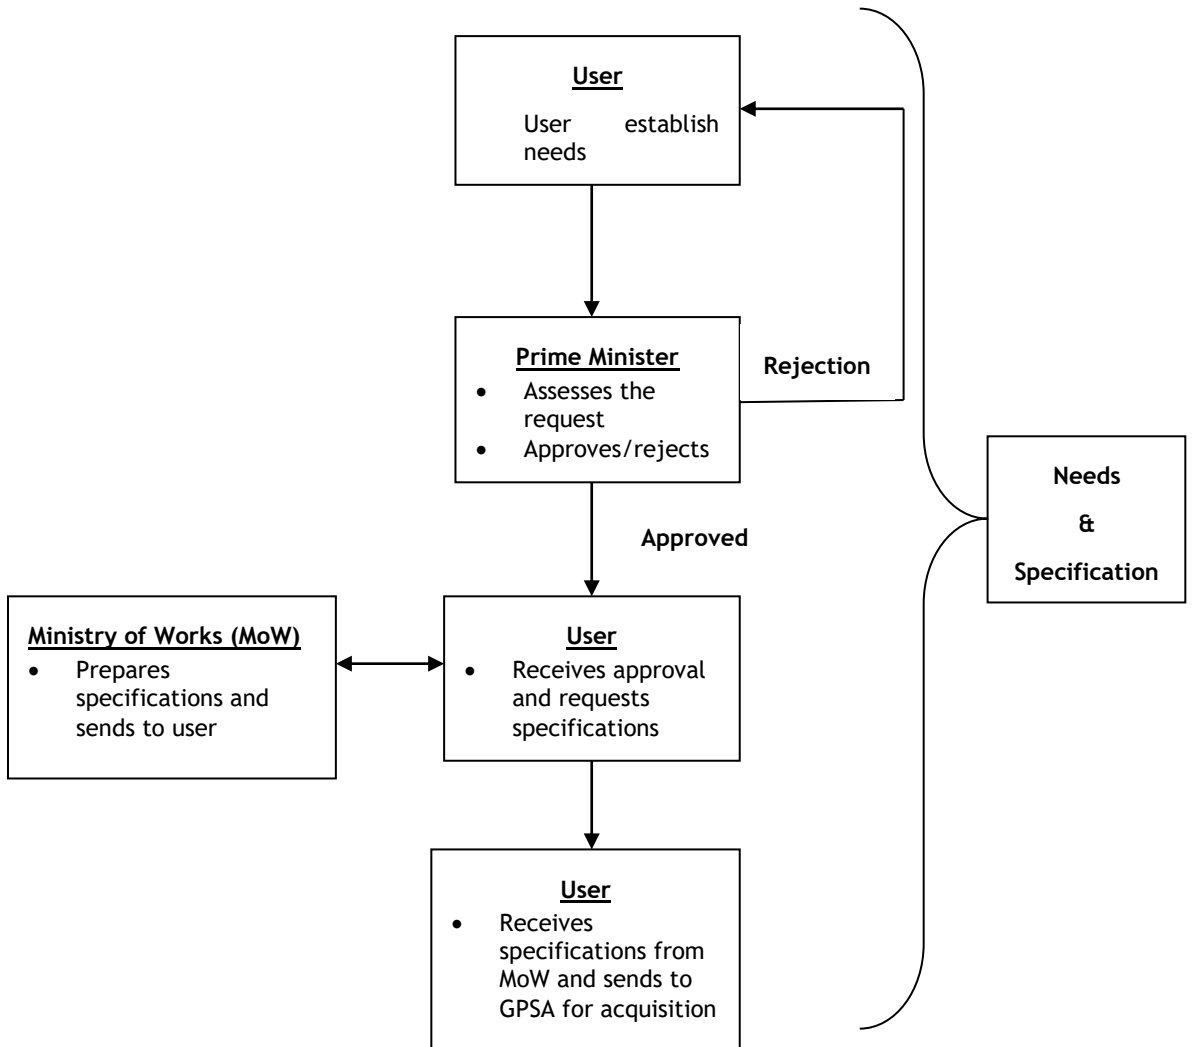 User
User establish
needs
Prime Minister
• Assesses the
request
• Approves/rejects
Rejection
Approved
Needs
&
Specification
Ministry of Works (MoW)
• Prepares
specifications and
sends to user
User
• Receives approval
and requests
specifications
User
• Receives
specifications from
MoW and sends to
GPSA for acquisition